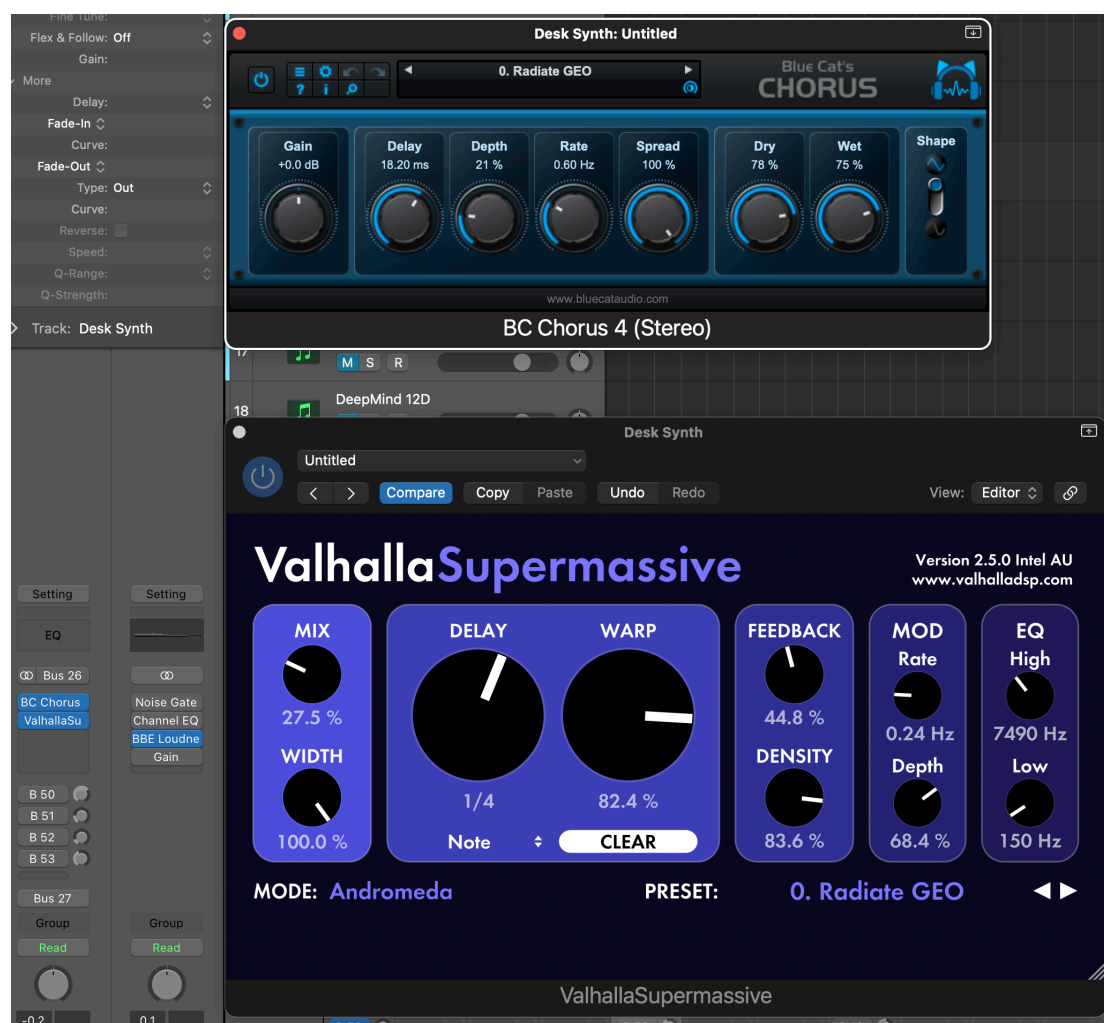 Fine Tune:
Flex & Follow: Off
Gain:
More
Delay:
Fade-In
Curve:
Fade-Out
Type: Out
Curve:
Reverse:
Speed:
Q-Range:
Q-Strength:
Track: Desk Synth
Desk Synth: Untitled
0. Radiate GEO
Blue Cat's
CHORUS
? i
Gain
+0.0 dB
Delay
18.20 ms
Depth
21 %
Rate
0.60 Hz
Spread
100 %
Dry
78 %
Wet
75 %
Shape
www.bluecataudio.com
BC Chorus 4 (Stereo)
17
M S R
18
DeepMind 12D
Desk Synth
Untitled
Compare Copy Paste Undo Redo View: Editor
ValhallaSupermassive
Version 2.5.0 Intel AU
www.valhalladsp.com
MIX
27.5 %
WIDTH
100.0 %
DELAY
1/4
Note
WARP
82.4 %
CLEAR
FEEDBACK
44.8 %
DENSITY
83.6 %
MOD
Rate
0.24 Hz
Depth
68.4 %
EQ
High
7490 Hz
Low
150 Hz
MODE: Andromeda
PRESET: 0. Radiate GEO
ValhallaSupermassive
Setting
EQ
Bus 26
BC Chorus
ValhallaSu
B 50
B 51
B 52
B 53
Bus 27
Group
Read
-0.2
Setting
Noise Gate
Channel EQ
BBE Loudne
Gain
Group
Read
0.1